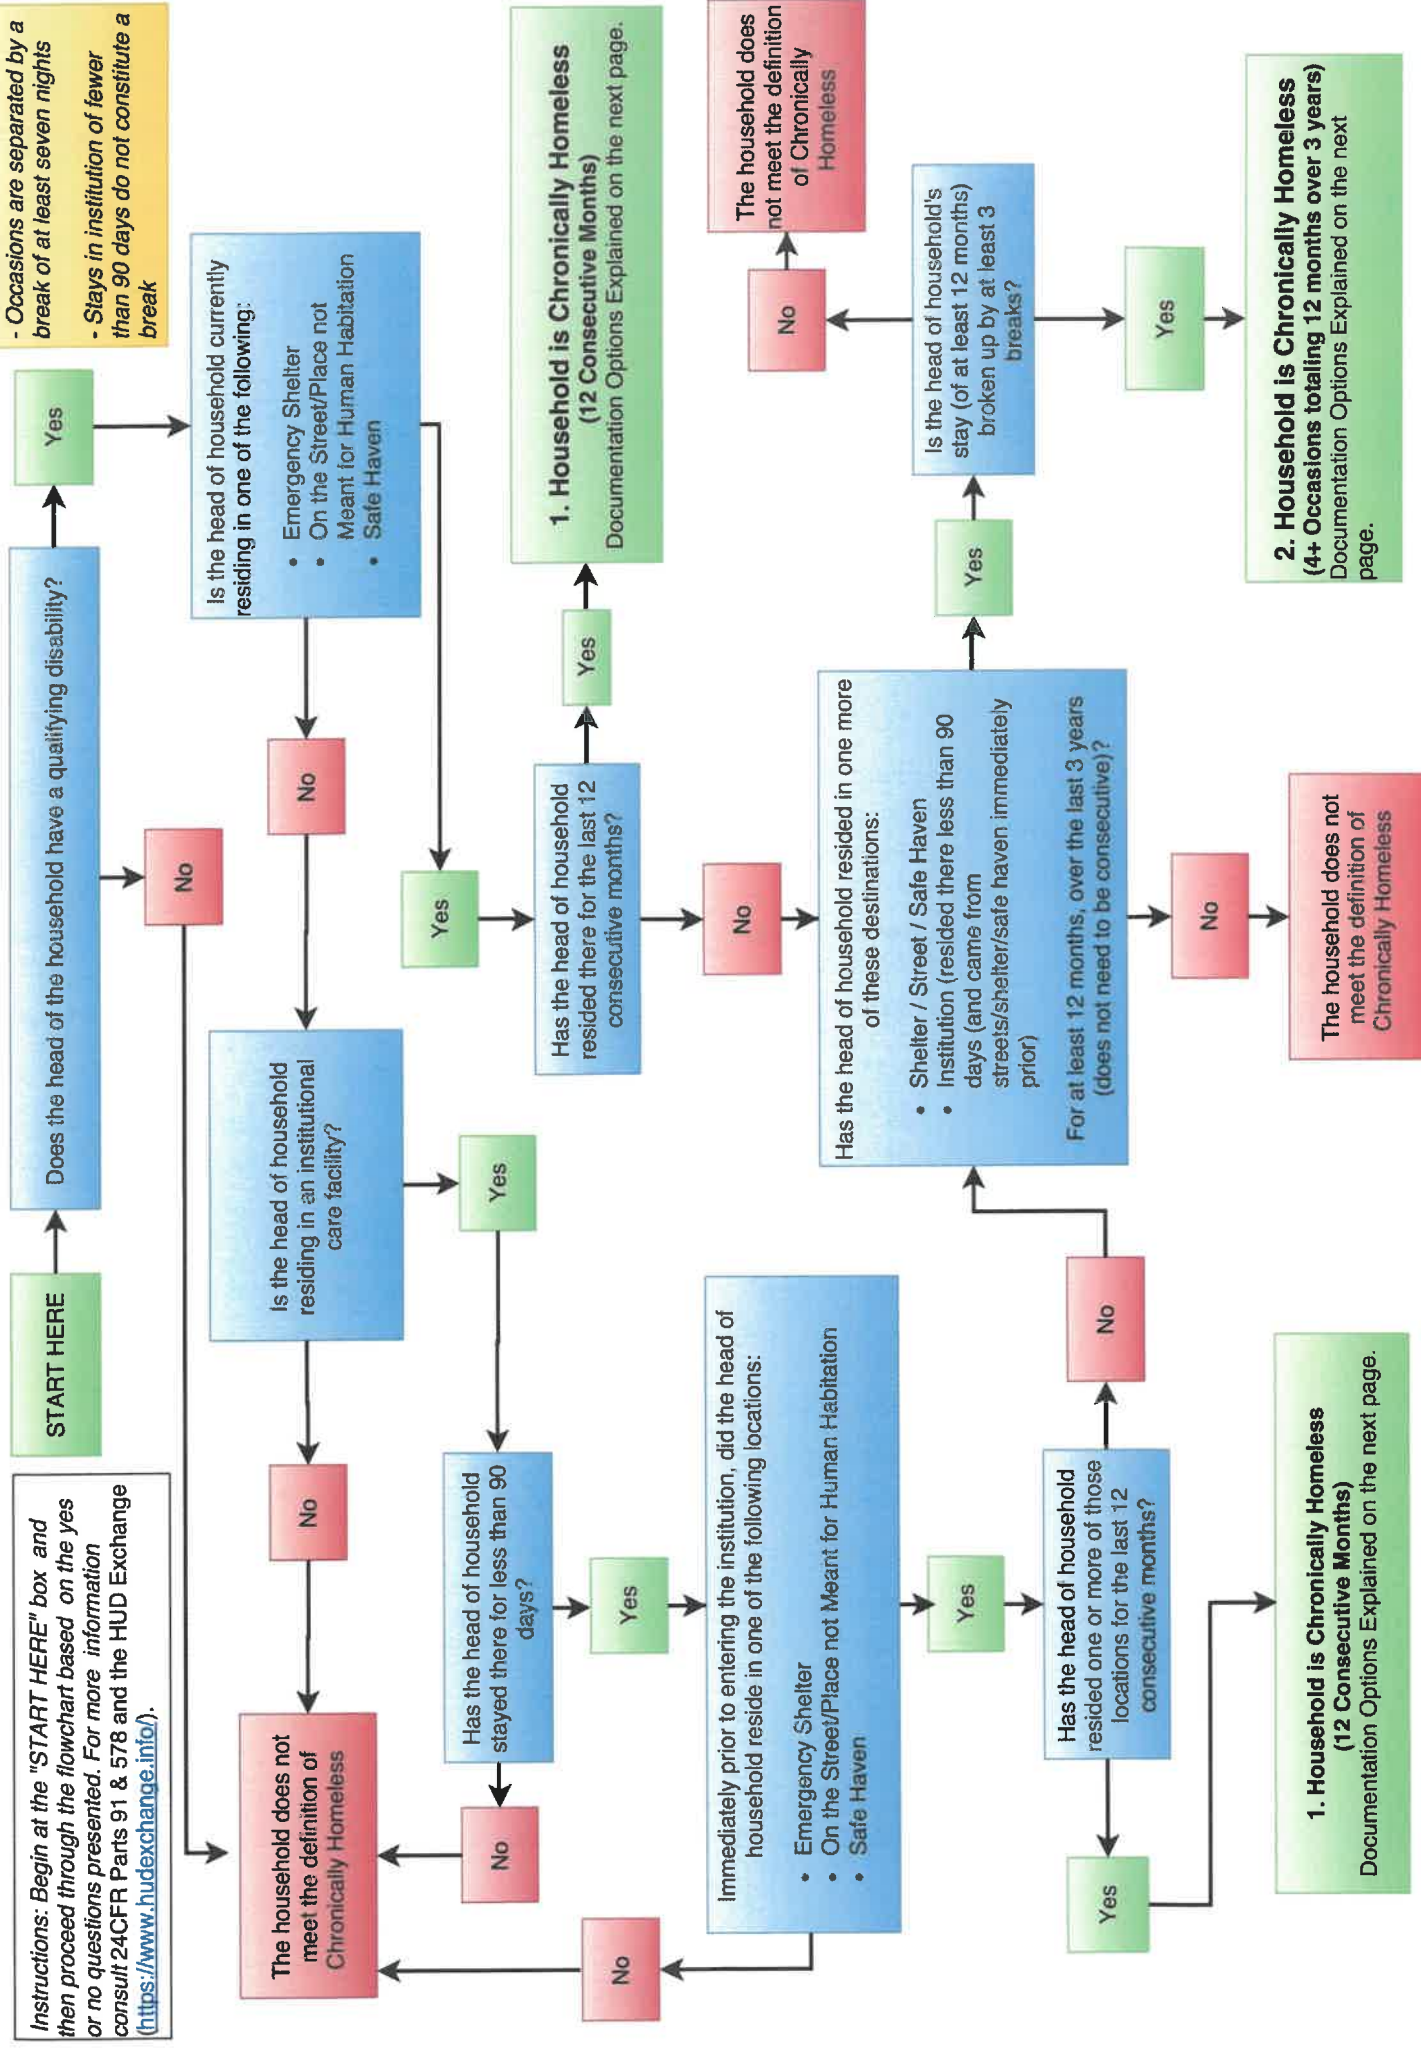 Instructions: Begin at the "START HERE" box and
then proceed through the flowchart based on the yes
or no questions presented. For more information
consult 24CFR Parts 91 & 578 and the HUD Exchange
(https://www.hudexchange.info/).
START HERE
Does the head of the household have a qualifying disability?
Yes
- Occasions are separated by a
break of at least seven nights
- Stays in institution of fewer
than 90 days do not constitute a
break
No
Is the head of household currently
residing in one of the following:
• Emergency Shelter
• On the Street/Place not
Meant for Human Habitation
• Safe Haven
No
Is the head of household
residing in an institutional
care facility?
No
The household does not
meet the definition of
Chronically Homeless
Yes
Yes
Has the head of household
stayed there for less than 90
days?
No
Yes
Has the head of household
resided there for the last 12
consecutive months?
Yes
1. Household is Chronically Homeless
(12 Consecutive Months)
Documentation Options Explained on the next page.
No
No
Immediately prior to entering the institution, did the head of
household reside in one of the following locations:
• Emergency Shelter
• On the Street/Place not Meant for Human Habitation
• Safe Haven
Yes
Has the head of household resided in one more
of these destinations:
• Shelter / Street / Safe Haven
• Institution (resided there less than 90
days (and came from
streets/shelter/safe haven immediately
prior)
For at least 12 months, over the last 3 years
(does not need to be consecutive)?
Yes
Is the head of household's
stay (of at least 12 months)
broken up by at least 3
breaks?
No
The household does
not meet the definition
of Chronically
Homeless
Yes
2. Household is Chronically Homeless
(4+ Occasions totaling 12 months over 3 years)
Documentation Options Explained on the next
page.
Has the head of household
resided one or more of those
locations for the last 12
consecutive months?
No
Yes
1. Household is Chronically Homeless
(12 Consecutive Months)
Documentation Options Explained on the next page.
No
The household does not
meet the definition of
Chronically Homeless